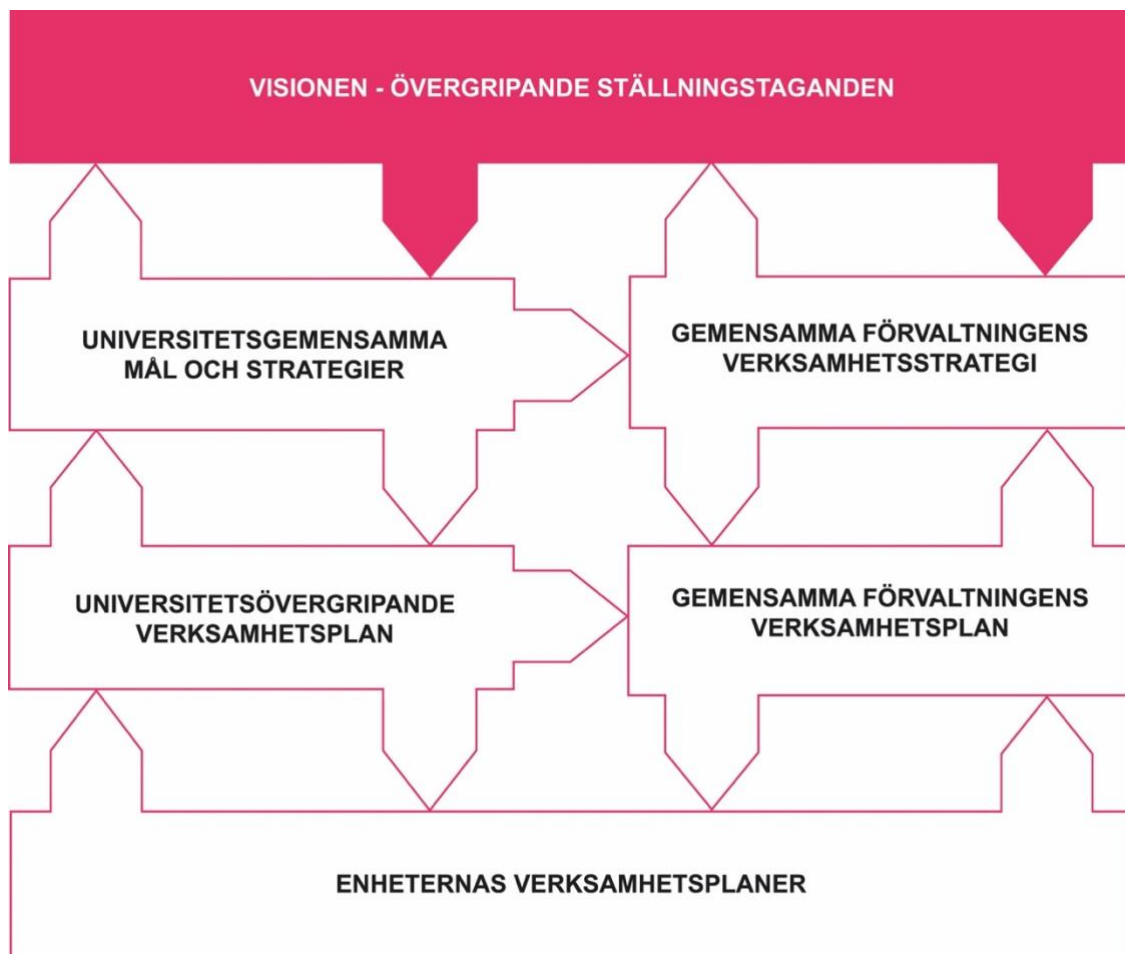 VISIONEN - ÖVERGRIPANDE STÄLLNINGSTAGANDEN
UNIVERSITETSGEMENSAMMA
MÅL OCH STRATEGIER
GEMENSAMMA FÖRVALTNINGENS
VERKSAMHETSSTRATEGI
UNIVERSITETSÖVERGRIPANDE
VERKSAMHETSPLAN
GEMENSAMMA FÖRVALTNINGENS
VERKSAMHETSPLAN
ENHETERNAS VERKSAMHETSPLANER